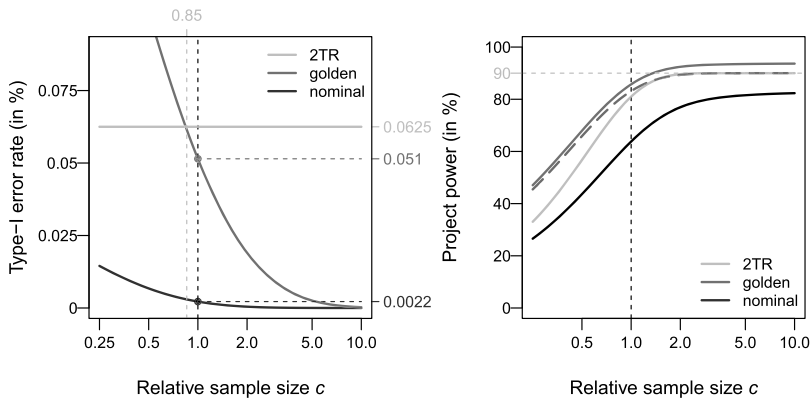 0.85
2TR
golden
nominal
0.075
0.05
0.025
0
0.0625
0.051
0.0022
Type−I error rate (in %)
0.25 0.5 1.0 2.0 5.0 10.0
Relative sample size c
100
90
80
60
40
20
0
Project power (in %)
2TR
golden
nominal
0.5 1.0 2.0 5.0 10.0
Relative sample size c